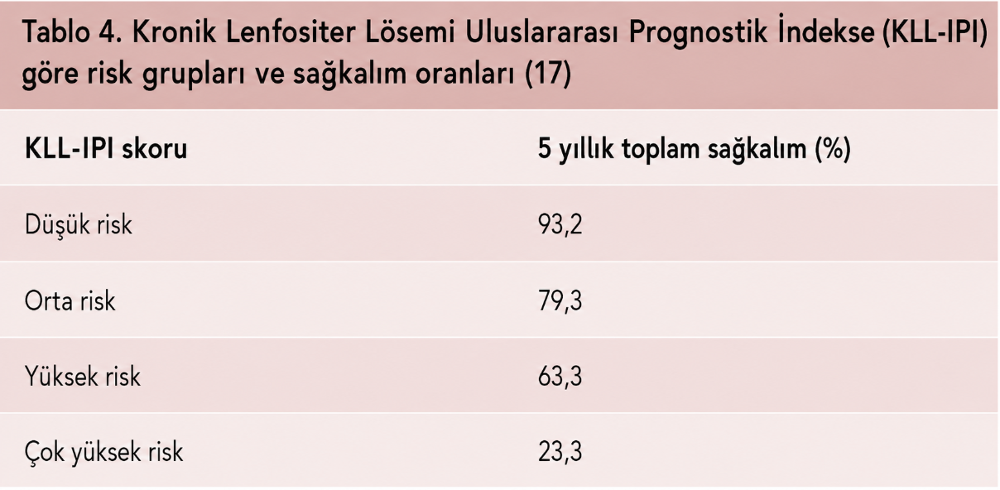 Tablo 4. Kronik Lenfositer Lösemi Uluslararası Prognostik İndekse (KLL-IPI)
göre risk grupları ve sağkalım oranları (17)
KLL-IPI skoru 5 yıllık toplam sağkalım (%)
Düşük risk 93,2
Orta risk 79,3
Yüksek risk 63,3
Çok yüksek risk 23,3